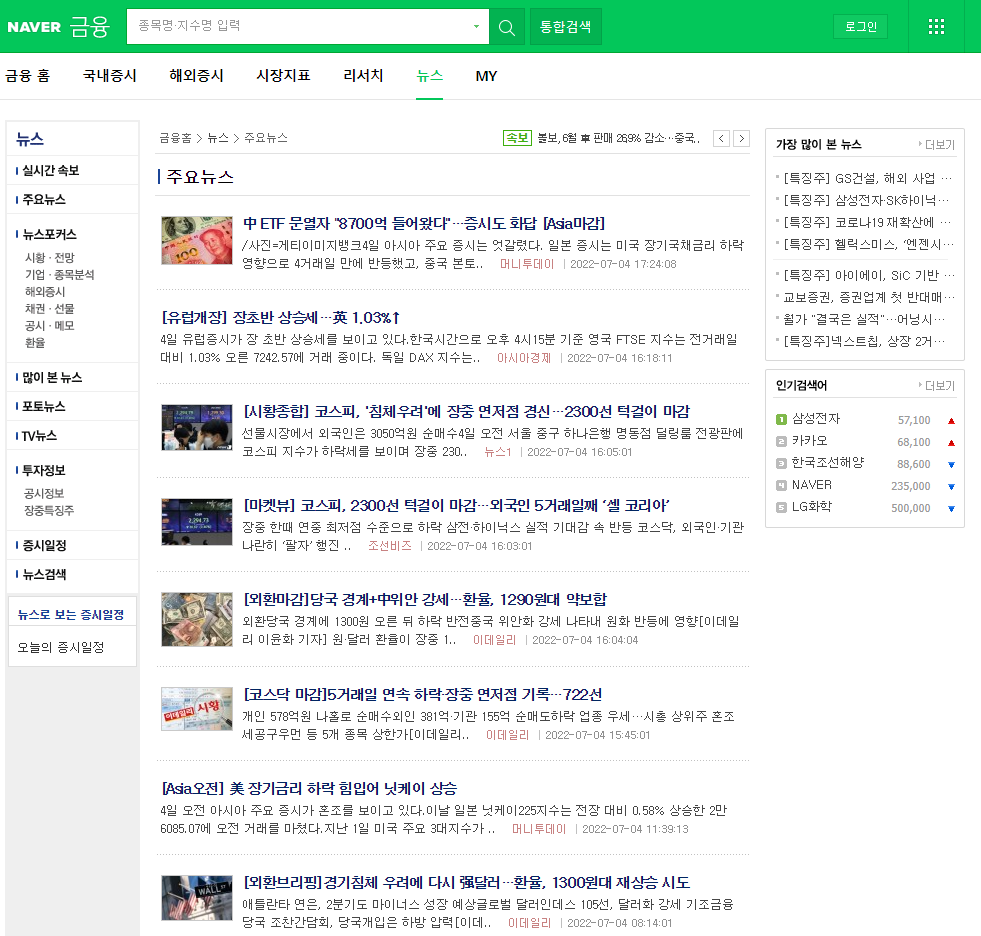 NAVER 금융
종목명·지수명 입력
통합검색
로그인
금융 홈 국내증시 해외증시 시장지표 리서치 뉴스 MY
뉴스
실시간 속보
주요뉴스
뉴스포커스
시황·전망
기업·종목분석
해외증시
채권·선물
공시·메모
환율
많이 본 뉴스
포토뉴스
TV뉴스
투자정보
공시정보
장중특징주
증시일정
뉴스검색
뉴스로 보는 증시일정
오늘의 증시일정
금융홈 > 뉴스 > 주요뉴스
속보 볼보, 6월 車 판매 26.9% 감소…중국..
주요뉴스
中 ETF 문열자 "8700억 들어왔다"…증시도 화답 [Asia마감]
/사진=게티이미지뱅크4일 아시아 주요 증시는 엇갈렸다. 일본 증시는 미국 장기국채금리 하락
영향으로 4거래일 만에 반등했고, 중국 본토.. 머니투데이 | 2022-07-04 17:24:08
[유럽개장] 장초반 상승세…英 1.03%↑
4일 유럽증시가 장 초반 상승세를 보이고 있다.한국시간으로 오후 4시15분 기준 영국 FTSE 지수는 전거래일
대비 1.03% 오른 7242.57에 거래 중이다. 독일 DAX 지수는.. 아시아경제 | 2022-07-04 16:18:11
[시황종합] 코스피, '침체우려'에 장중 연저점 경신…2300선 턱걸이 마감
선물시장에서 외국인은 3050억원 순매수4일 오전 서울 중구 하나은행 명동점 딜링룸 전광판에
코스피 지수가 하락세를 보이며 장중 230.. 뉴스1 | 2022-07-04 16:05:01
[마켓뷰] 코스피, 2300선 턱걸이 마감…외국인 5거래일째 ‘셀 코리아’
장중 한때 연중 최저점 수준으로 하락 삼전·하이닉스 실적 기대감 속 반등 코스닥, 외국인·기관
나란히 ‘팔자’ 행진 .. 조선비즈 | 2022-07-04 16:03:01
[외환마감]당국 경계+中위안 강세…환율, 1290원대 약보합
외환당국 경계에 1300원 오른 뒤 하락 반전중국 위안화 강세 나타내 원화 반등에 영향[이데일
리 이윤화 기자] 원·달러 환율이 장중 1.. 이데일리 | 2022-07-04 16:04:04
[코스닥 마감]5거래일 연속 하락·장중 연저점 기록…722선
개인 578억원 나홀로 순매수외인 381억·기관 155억 순매도하락 업종 우세…시총 상위주 혼조
세공구우먼 등 5개 종목 상한가[이데일리.. 이데일리 | 2022-07-04 15:45:01
[Asia오전] 美 장기금리 하락 힘입어 닛케이 상승
4일 오전 아시아 주요 증시가 혼조를 보이고 있다.이날 일본 닛케이225지수는 전장 대비 0.58% 상승한 2만
6085.07에 오전 거래를 마쳤다.지난 1일 미국 주요 3대지수가 .. 머니투데이 | 2022-07-04 11:39:13
[외환브리핑]경기침체 우려에 다시 强달러…환율, 1300원대 재상승 시도
애틀란타 연은, 2분기도 마이너스 성장 예상글로벌 달러인덱스 105선, 달러화 강세 기조금융
당국 조찬간담회, 당국개입은 하방 압력[이데.. 이데일리 | 2022-07-04 08:14:01
가장 많이 본 뉴스 더보기
[특징주] GS건설, 해외 사업 …
[특징주] 삼성전자·SK하이닉…
[특징주] 코로나19 재확산에 …
[특징주] 헬릭스미스, ‘엔젠시…
[특징주] 아이에이, SiC 기반 …
교보증권, 증권업계 첫 반대매…
월가 "결국은 실적"…어닝시…
[특징주]넥스트칩, 상장 2거…
인기검색어 더보기
1 삼성전자 57,100 ▲
2 카카오 68,100 ▲
3 한국조선해양 88,600 ▼
4 NAVER 235,000 ▼
5 LG화학 500,000 ▼